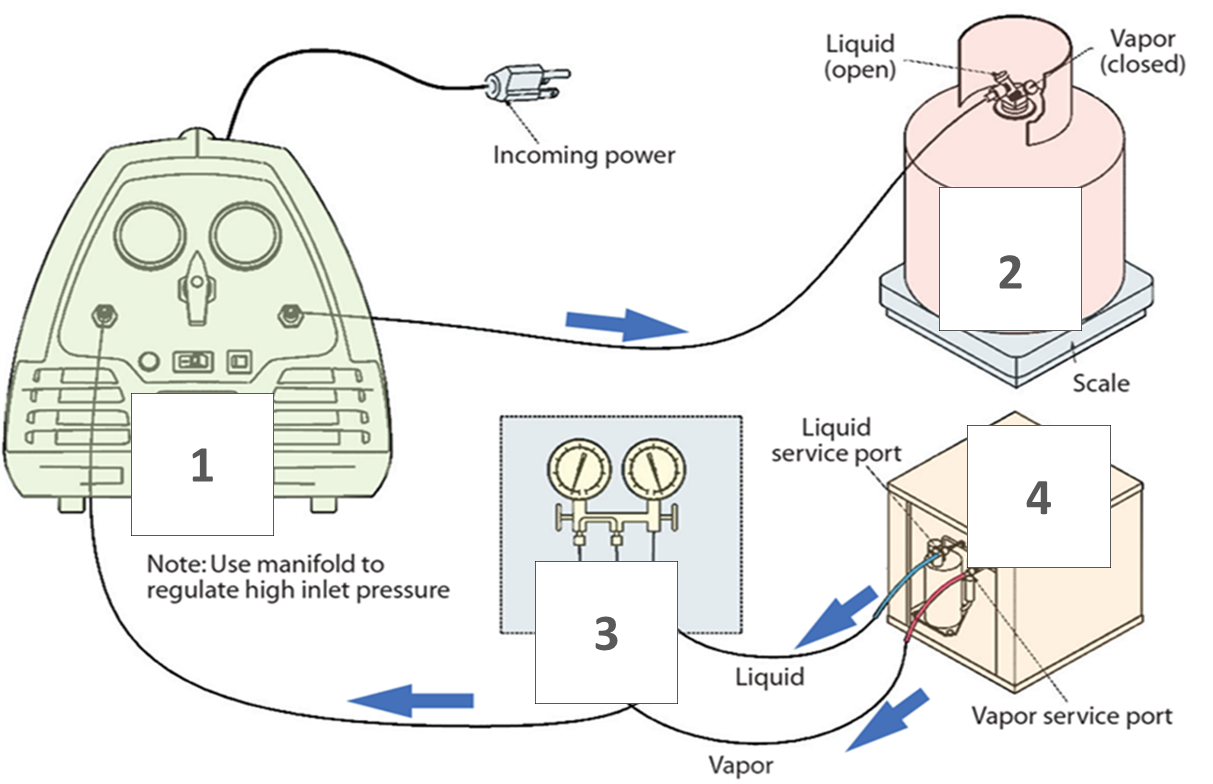 Liquid
(open)
Vapor
(closed)
Incoming power
2
Scale
1
Note: Use manifold to
regulate high inlet pressure
3
Liquid
service port
4
Liquid
Vapor service port
Vapor